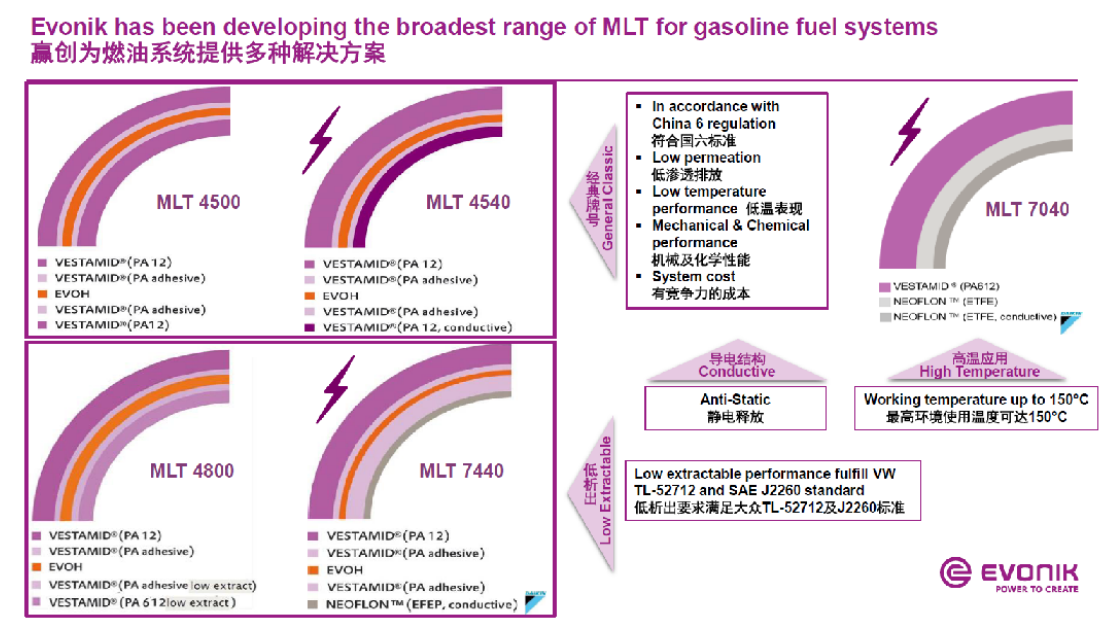 Evonik has been developing the broadest range of MLT for gasoline fuel systems
赢创为燃油系统提供多种解决方案
MLT 4500
VESTAMID®(PA 12)
VESTAMID®(PA adhesive)
EVOH
VESTAMID®(PA adhesive)
VESTAMID®(PA12)
MLT 4540
VESTAMID®(PA 12)
VESTAMID®(PA adhesive)
EVOH
VESTAMID®(PA adhesive)
VESTAMID®(PA 12, conductive)
经典牌号
General Classic
In accordance with
China 6 regulation
符合国六标准
Low permeation
低渗透排放
Low temperature
performance 低温表现
Mechanical & Chemical
performance
机械及化学性能
System cost
有竞争力的成本
MLT 7040
VESTAMID ® (PA612)
NEOFLON ™ (ETFE)
NEOFLON ™ (ETFE, conductive)
导电结构
Conductive
Anti-Static
静电释放
高温应用
High Temperature
Working temperature up to 150°C
最高环境使用温度可达150°C
MLT 4800
VESTAMID®(PA 12)
VESTAMID®(PA adhesive)
EVOH
VESTAMID®(PA adhesive low extract)
VESTAMID®(PA 612 low extract)
MLT 7440
VESTAMID®(PA 12)
VESTAMID®(PA adhesive)
EVOH
VESTAMID®(PA adhesive)
NEOFLON™ (EFEP, conductive)
Low Extractable
Low extractable performance fulfill VW
TL-52712 and SAE J2260 standard
低析出要求满足大众TL-52712及J2260标准
EVONIK
POWER TO CREATE